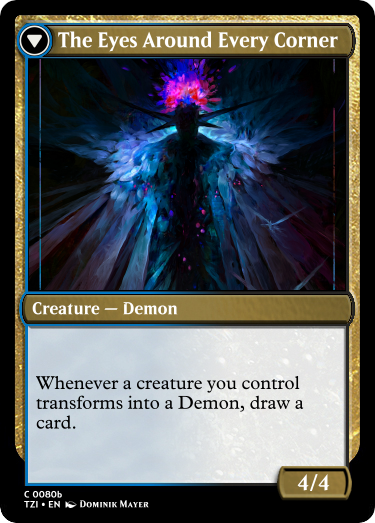 The Eyes Around Every Corner
Creature — Demon
Whenever a creature you control
transforms into a Demon, draw a
card.
4/4
C 0080b
TZI • EN Dominik Mayer